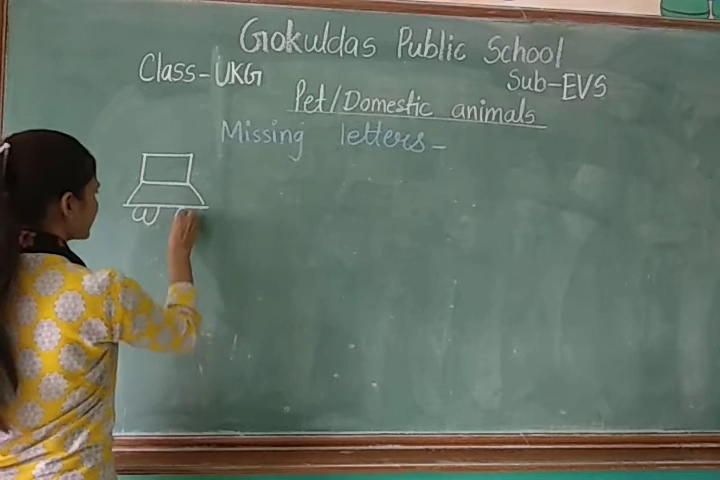 Gokuldas Public School
Class-UKG
Sub-EVS
Pet/Domestic animals
Missing letters-